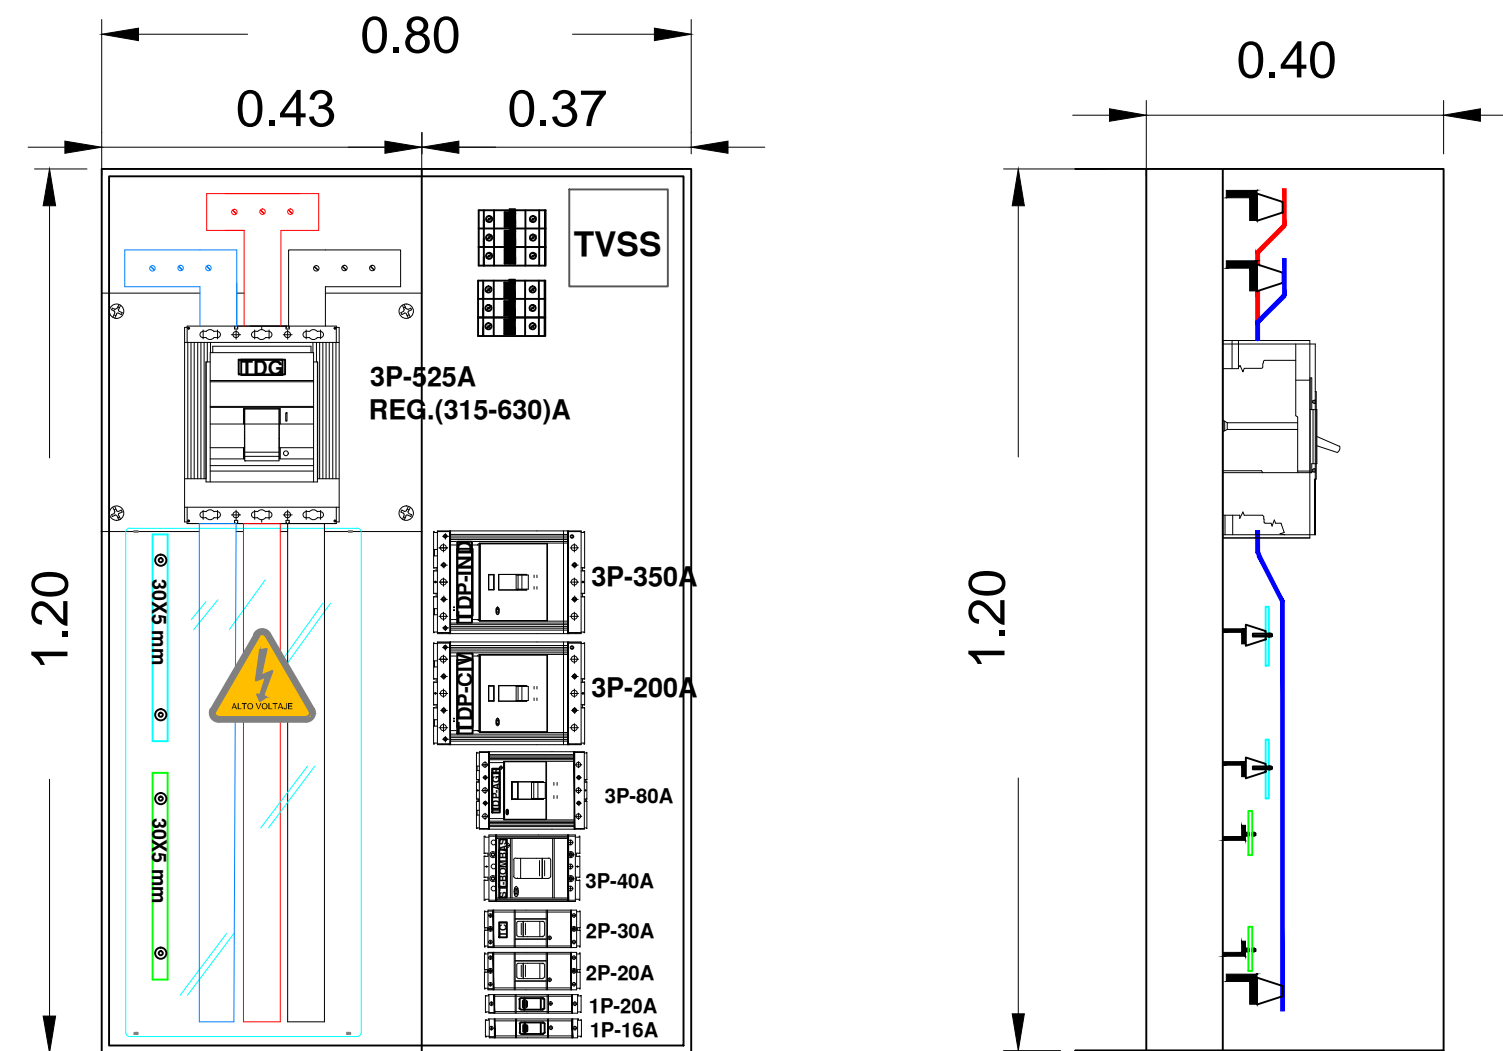 0.80
0.40
0.43
0.37
TVSS
TDG
3P-525A
REG.(315-630)A
1.20
1.20
30X5 mm
TDP-IND
3P-350A
TDP-CIV
3P-200A
ALTO VOLTAJE
3P-80A
30X5 mm
3P-40A
2P-30A
2P-20A
1P-20A
1P-16A